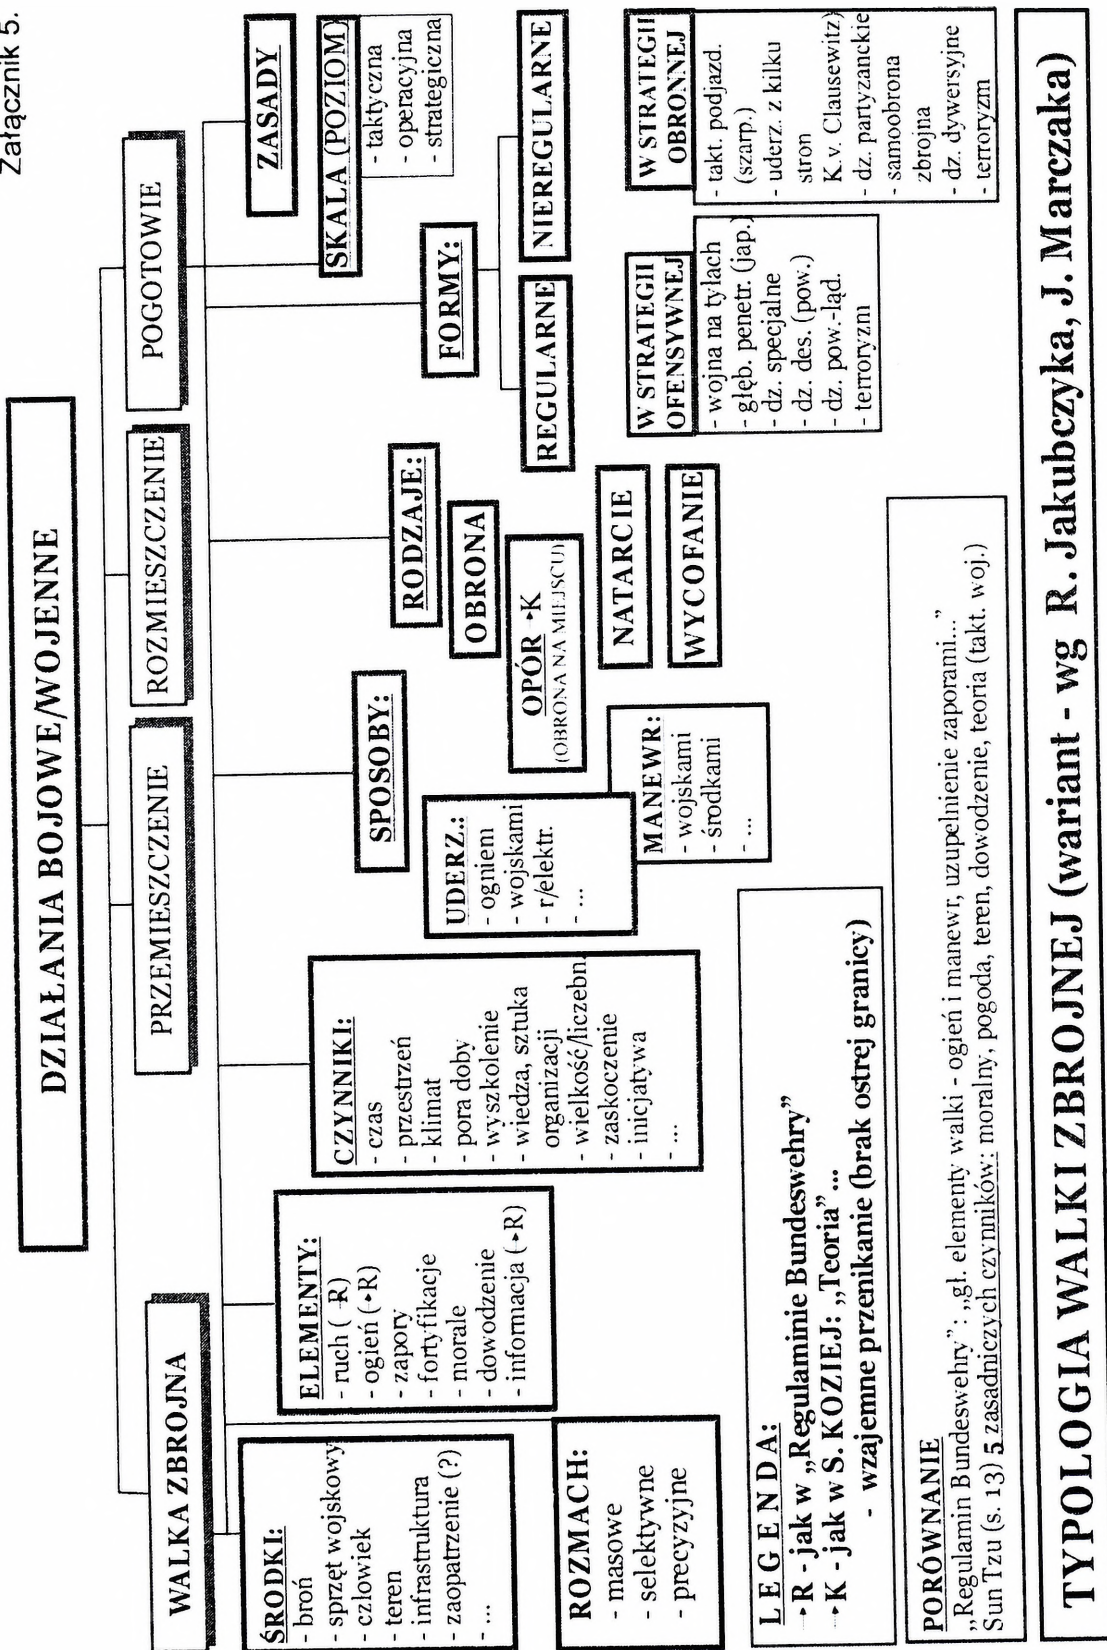 Załącznik 5.
DZIAŁANIA BOJOWE/WOJENNE
WALKA ZBROJNA
PRZEMIESZCZENIE
ROZMIESZCZENIE
POGOTOWIE
ŚRODKI:
- broń
- sprzęt wojskowy
- człowiek
- teren
- infrastruktura
- zaopatrzenie (?)
- ...
ROZMACH:
- masowe
- selektywne
- precyzyjne
ELEMENTY:
- ruch (→R)
- ogień (→R)
- zapory
- fortyfikacje
- morale
- dowodzenie
- informacja (→R)
CZYNNIKI:
- czas
- przestrzeń
- klimat
- pora doby
- wyszkolenie
- wiedza, sztuka
organizacji
- wielkość/liczebn.
zaskoczenie
- inicjatywa
- ...
SPOSOBY:
UDERZ.:
- ogniem
- wojskami
- r/elektr.
- ...
MANEWR:
- wojskami
- środkami
- ...
RODZAJE:
OBRONA
OPÓR →K
(OBRONA NA MIEJSCU)
NATARCIE
WYCOFANIE
FORMY:
REGULARNE
NIEREGULARNE
W STRATEGII
OFENSYWNEJ
- wojna na tyłach
- głęb. penetr. (jap.)
- dz. specjalne
- dz. des. (pow.)
- dz. pow.-ląd.
- terroryzm
W STRATEGII
OBRONNEJ
- takt. podjazd.
(szarp.)
- uderz. z kilku
stron
K.v. Clausewitz)
- dz. partyzanckie
- samoobrona
zbrojna
- dz. dywersyjne
- terroryzm
SKALA (POZIOM)
- taktyczna
- operacyjna
- strategiczna
ZASADY
LEGENDA:
→R - jak w „Regulaminie Bundeswehry”
→K - jak w S. KOZIEJ: „Teoria” ...
- wzajemne przenikanie (brak ostrej granicy)
PORÓWNANIE
„Regulamin Bundeswehry”: „gł. elementy walki - ogień i manewr, uzupełnienie zaporami...”
Sun Tzu (s. 13) 5 zasadniczych czynników: moralny, pogoda, teren, dowodzenie, teoria (takt. woj.)
TYPOLOGIA WALKI ZBROJNEJ (wariant - wg R. Jakubczyka, J. Marczaka)